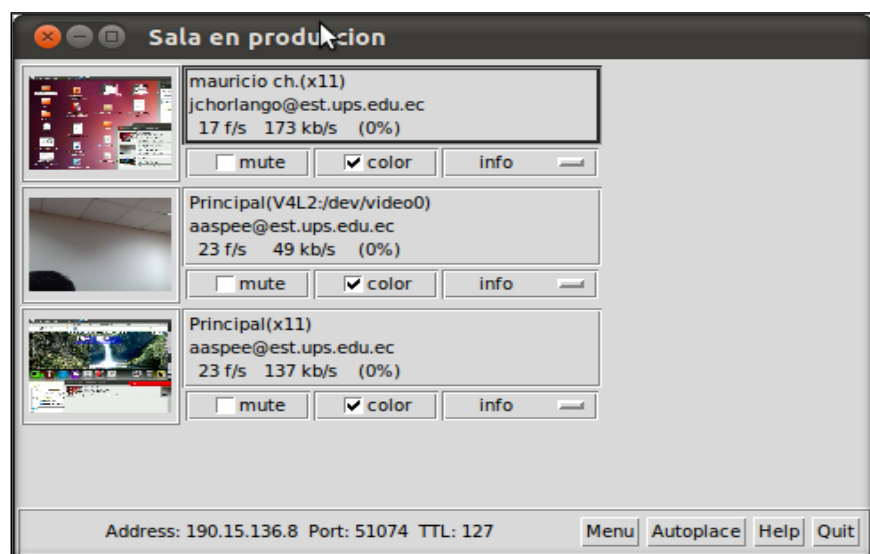 Sala en produccion
mauricio ch.(x11)
jchorlango@est.ups.edu.ec
17 f/s 173 kb/s (0%)
mute color info
Principal(V4L2:/dev/video0)
aaspee@est.ups.edu.ec
23 f/s 49 kb/s (0%)
mute color info
Principal(x11)
aaspee@est.ups.edu.ec
23 f/s 137 kb/s (0%)
mute color info
Address: 190.15.136.8 Port: 51074 TTL: 127 Menu Autoplace Help Quit